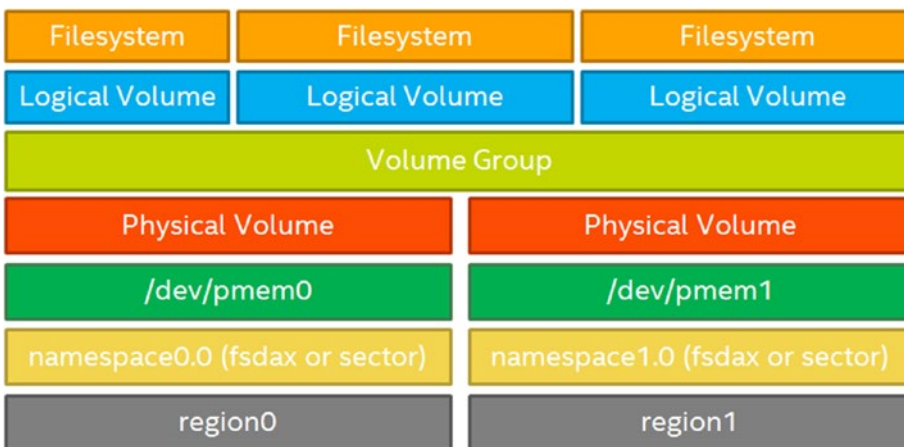 Filesystem
Filesystem
Filesystem
Logical Volume
Logical Volume
Logical Volume
Volume Group
Physical Volume
Physical Volume
/dev/pmem0
/dev/pmem1
namespace0.0 (fsdax or sector)
namespace1.0 (fsdax or sector)
region0
region1